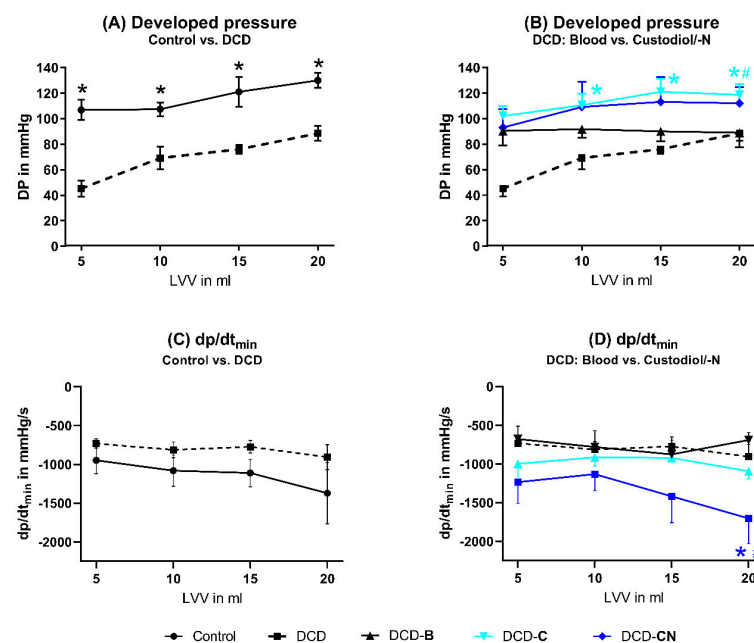 (A) Developed pressure
Control vs. DCD
140
120
100
80
60
40
20
0
DP in mmHg
* * * *
5 10 15 20
LVV in ml
(B) Developed pressure
DCD: Blood vs. Custodiol/-N
140
120
100
80
60
40
20
0
DP in mmHg
* * *#
5 10 15 20
LVV in ml
(C) dp/dtmin
Control vs. DCD
0
-500
-1000
-1500
-2000
dp/dtmin in mmHg/s
5 10 15 20
LVV in ml
(D) dp/dtmin
DCD: Blood vs. Custodiol/-N
0
-500
-1000
-1500
-2000
dp/dtmin in mmHg/s
*
5 10 15 20
LVV in ml
Control DCD DCD-B DCD-C DCD-CN